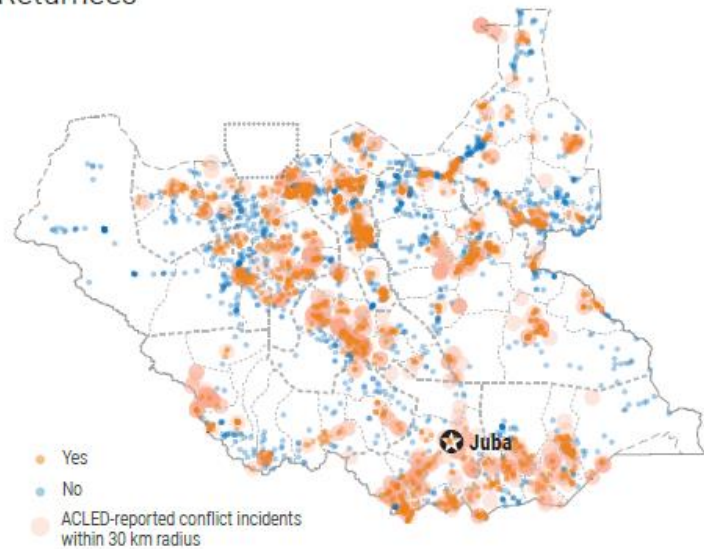 Returnees
Juba
Yes
No
ACLED-reported conflict incidents
within 30 km radius